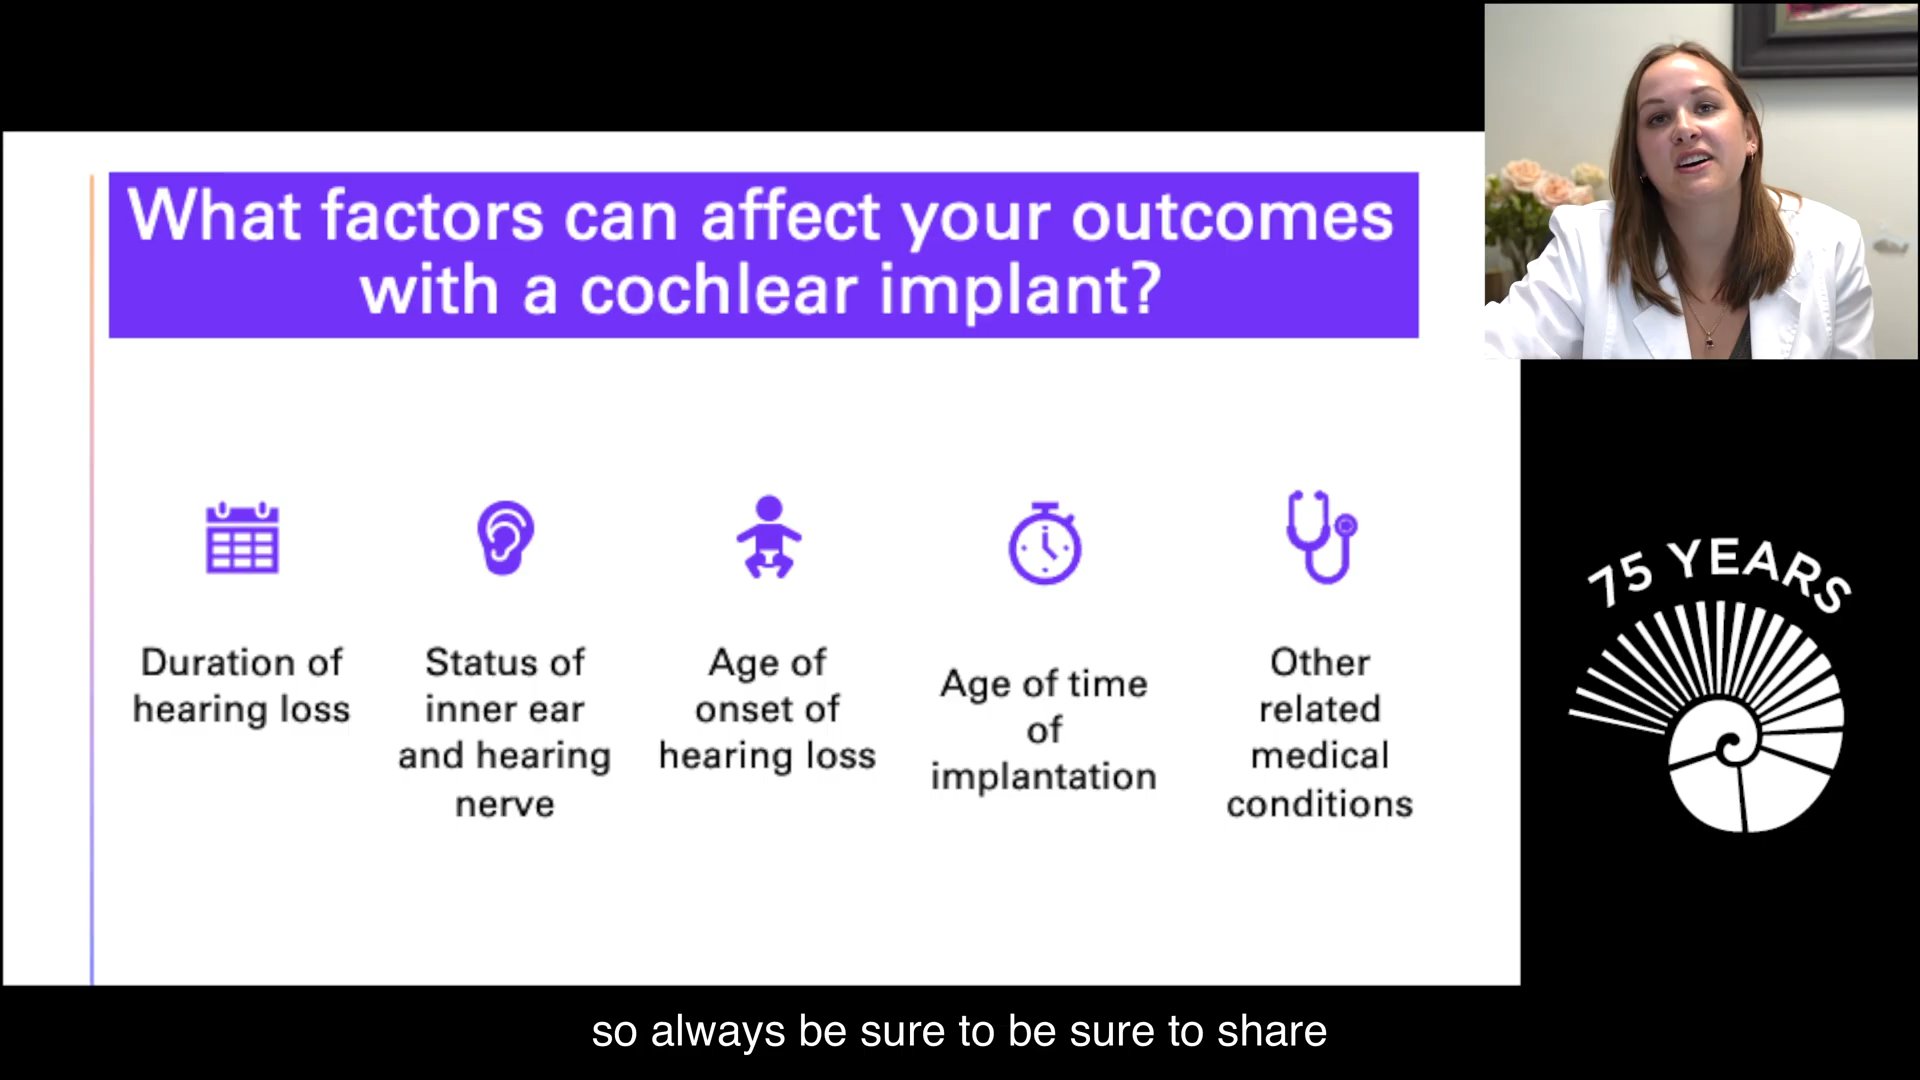 What factors can affect your outcomes
with a cochlear implant?
Duration of
hearing loss
Status of
inner ear
and hearing
nerve
Age of
onset of
hearing loss
Age of time
of
implantation
Other
related
medical
conditions
75 YEARS
so always be sure to be sure to share